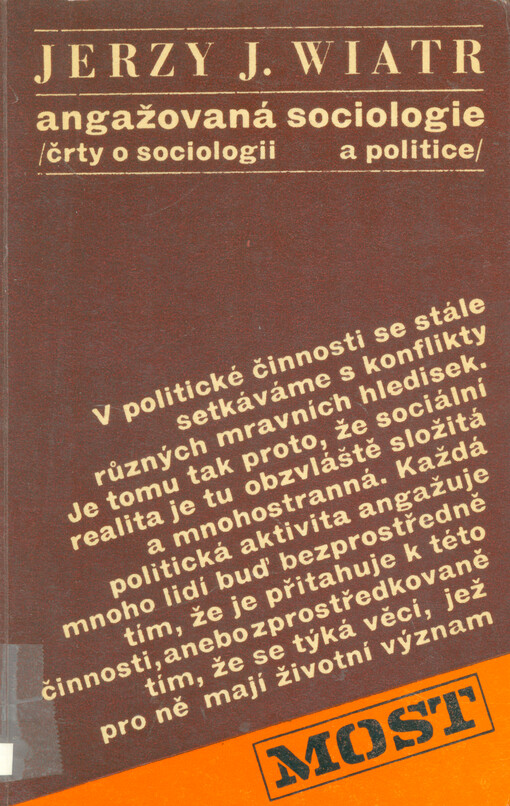 JERZY J. WIATR
angažovaná sociologie
/črty o sociologii a politice/
V politické činnosti se stále
setkáváme s konflikty
různých mravních hledisek.
Je tomu tak proto, že sociální
realita je tu obzvláště složitá
a mnohostranná. Každá
politická aktivita angažuje
mnoho lidí buď bezprostředně
tím, že je přitahuje k této
činnosti, anebo zprostředkovaně
tím, že se týká věcí, jež
pro ně mají životní význam
MOST